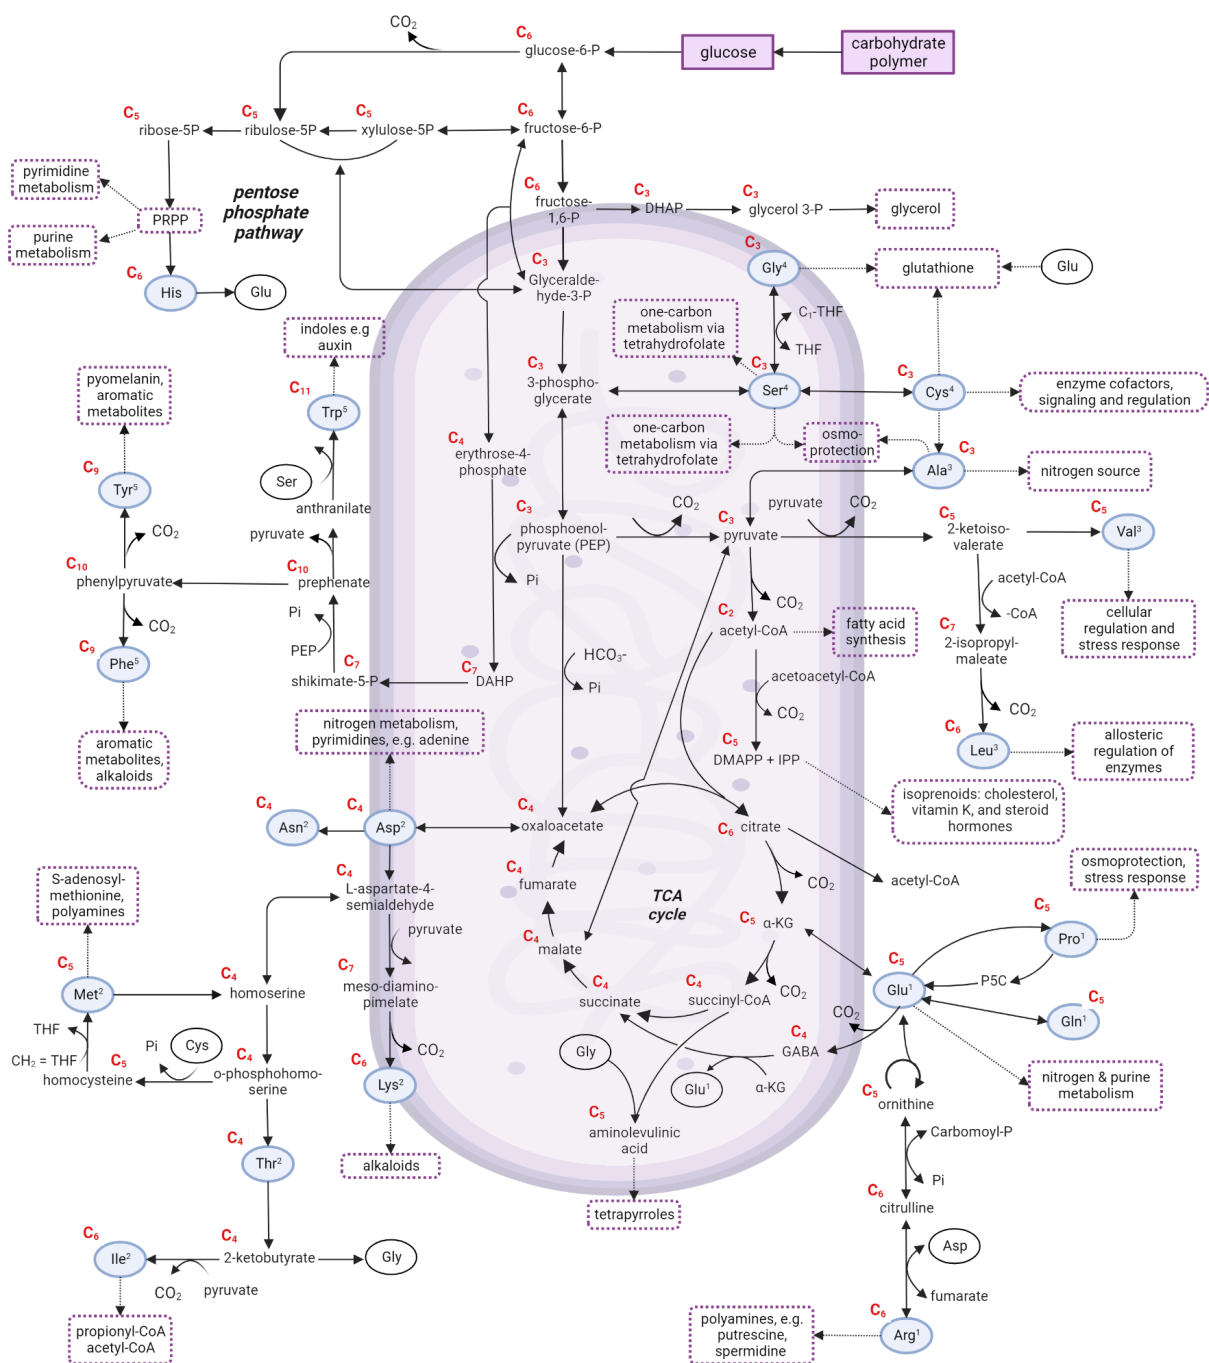 CO₂
C₆
glucose-6-P
glucose
carbohydrate
polymer
C₅
ribose-5P
C₅
ribulose-5P
C₅
xylulose-5P
C₆
fructose-6-P
pyrimidine
metabolism
PRPP
purine
metabolism
pentose
phosphate
pathway
C₆
His
Glu
C₆
fructose-
1,6-P
C₃
DHAP
C₃
glycerol 3-P
glycerol
C₃
Glyceralde-
hyde-3-P
C₃
Gly⁴
glutathione
Glu
C₁-THF
THF
one-carbon
metabolism via
tetrahydrofolate
indoles e.g
auxin
C₁₁
Trp⁵
pyomelanin,
aromatic
metabolites
C₃
3-phospho-
glycerate
C₃
Ser⁴
C₃
Cys⁴
enzyme cofactors,
signaling and regulation
one-carbon
metabolism via
tetrahydrofolate
osmo-
protection
C₃
Ala³
nitrogen source
C₄
erythrose-4-
phosphate
C₉
Tyr⁵
Ser
anthranilate
CO₂
pyruvate
C₁₀
phenylpyruvate
C₁₀
prephenate
Pi
PEP
CO₂
C₉
Phe⁵
C₇
shikimate-5-P
C₇
DAHP
aromatic
metabolites,
alkaloids
C₃
phosphoenol-
pyruvate (PEP)
Pi
CO₂
C₃
pyruvate
pyruvate
CO₂
C₅
2-ketoiso-
valerate
C₅
Val³
acetyl-CoA
-CoA
cellular
regulation and
stress response
CO₂
C₂
acetyl-CoA
fatty acid
synthesis
C₇
2-isopropyl-
maleate
HCO₃-
Pi
acetoacetyl-CoA
CO₂
CO₂
C₆
Leu³
allosteric
regulation of
enzymes
C₅
DMAPP + IPP
isoprenoids: cholesterol,
vitamin K, and steroid
hormones
nitrogen metabolism,
pyrimidines, e.g. adenine
C₄
Asn²
C₄
Asp²
C₄
oxaloacetate
C₆
citrate
CO₂
acetyl-CoA
C₄
fumarate
TCA
cycle
C₅
α-KG
C₄
malate
CO₂
C₄
succinate
C₄
succinyl-CoA
osmoprotection,
stress response
C₅
Pro¹
P5C
C₅
Glu¹
C₅
Gln¹
CO₂
C₄
GABA
α-KG
Glu¹
Gly
nitrogen & purine
metabolism
C₅
aminolevulinic
acid
tetrapyrroles
C₄
L-aspartate-4-
semialdehyde
pyruvate
C₇
meso-diamino-
pimelate
CO₂
C₆
Lys²
alkaloids
S-adenosyl-
methionine,
polyamines
C₅
Met²
C₄
homoserine
THF
CH₂ = THF
C₅
homocysteine
Pi
Cys
C₄
o-phosphohomo-
serine
C₄
Thr²
C₆
Ile²
C₄
2-ketobutyrate
Gly
CO₂
pyruvate
propionyl-CoA
acetyl-CoA
C₅
ornithine
Carbomoyl-P
Pi
C₆
citrulline
Asp
fumarate
C₆
Arg¹
polyamines, e.g.
putrescine,
spermidine